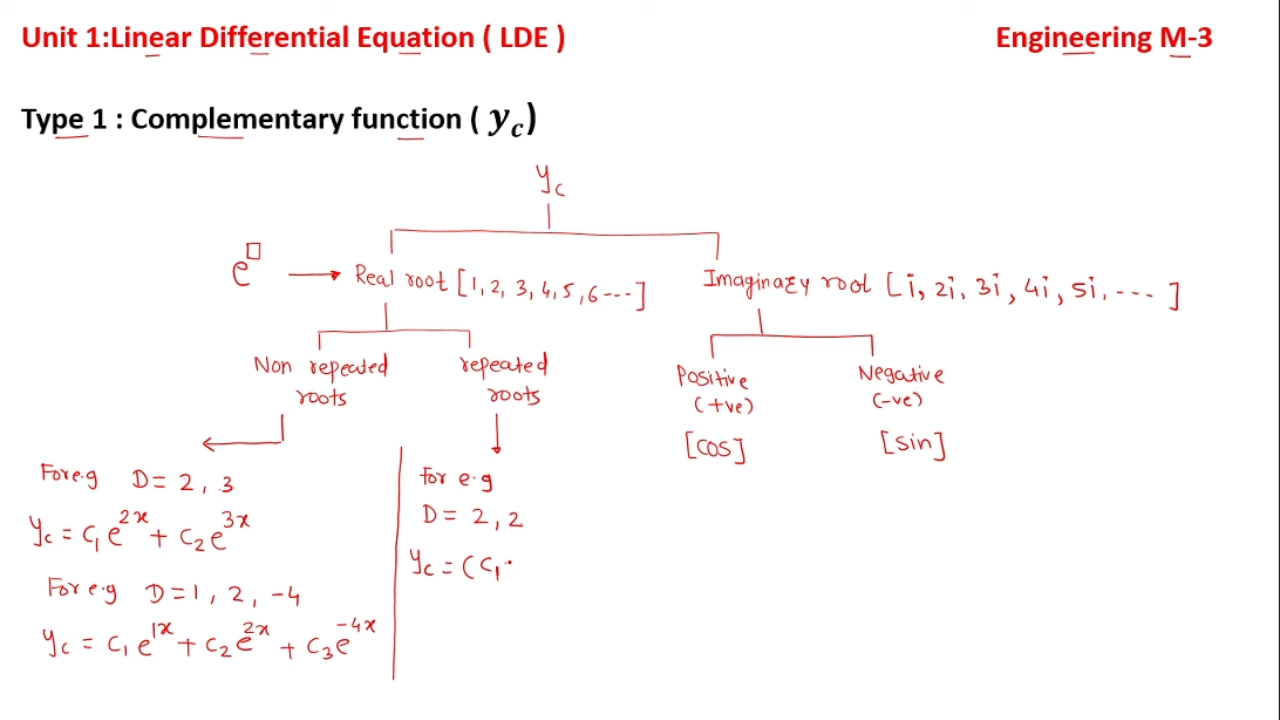 Unit 1:Linear Differential Equation ( LDE )
Engineering M-3
Type 1 : Complementary function ( y_c)
y_c
e^□ → Real root [1, 2, 3, 4, 5, 6 --- ]
Imaginary root [i, 2i, 3i, 4i, 5i, --- ]
Non repeated
roots
repeated
roots
Positive
(+ve)
[cos]
Negative
(-ve)
[sin]
For e.g D = 2, 3
y_c = c_1 e^{2x} + c_2 e^{3x}
For e.g D = 1, 2, -4
y_c = c_1 e^{1x} + c_2 e^{2x} + c_3 e^{-4x}
for e.g
D = 2, 2
y_c = (c_1